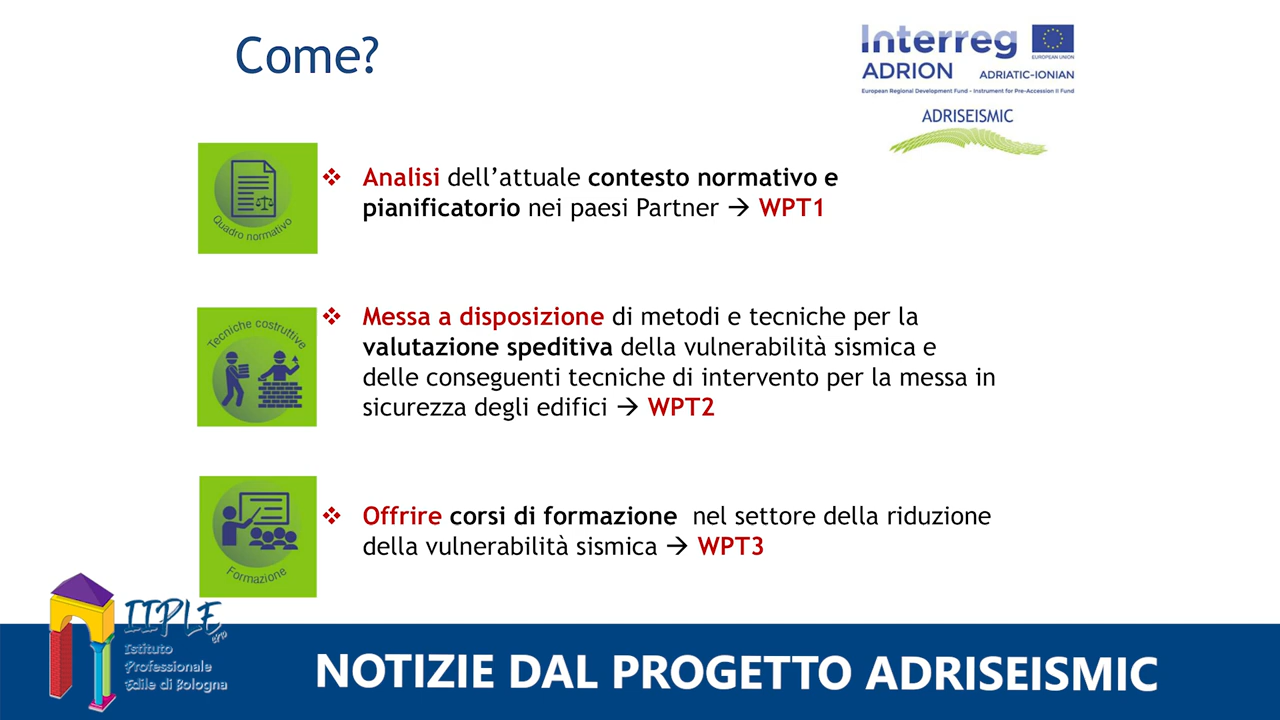 Come?
Interreg
EUROPEAN UNION
ADRION ADRIATIC-IONIAN
European Regional Development Fund - Instrument for Pre-Accession II Fund
ADRISEISMIC
Quadro normativo
❖ Analisi dell’attuale contesto normativo e
pianificatorio nei paesi Partner → WPT1
Tecniche costruttive
❖ Messa a disposizione di metodi e tecniche per la
valutazione speditiva della vulnerabilità sismica e
delle conseguenti tecniche di intervento per la messa in
sicurezza degli edifici → WPT2
❖ Offrire corsi di formazione nel settore della riduzione
della vulnerabilità sismica → WPT3
Formazione
IIPLE
Istituto
Professionale
Edile di Bologna
NOTIZIE DAL PROGETTO ADRISEISMIC